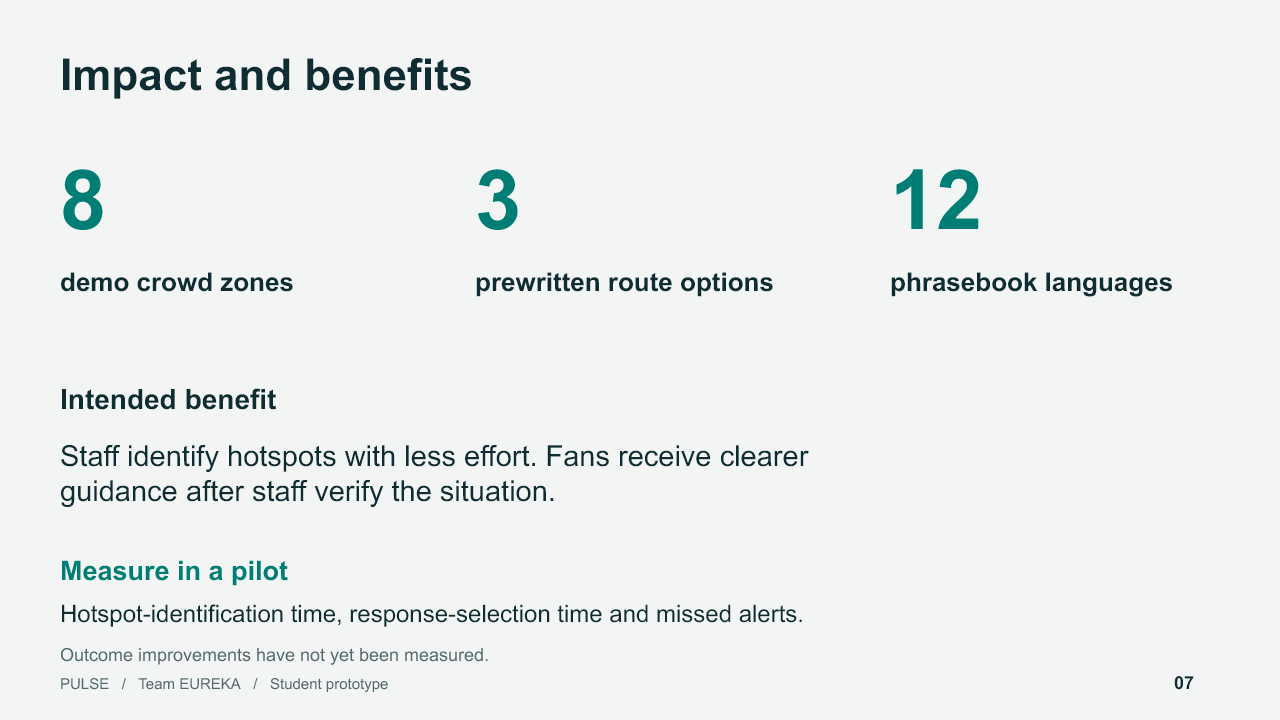 Impact and benefits
8
demo crowd zones
3
prewritten route options
12
phrasebook languages
Intended benefit
Staff identify hotspots with less effort. Fans receive clearer
guidance after staff verify the situation.
Measure in a pilot
Hotspot-identification time, response-selection time and missed alerts.
Outcome improvements have not yet been measured.
PULSE / Team EUREKA / Student prototype
07